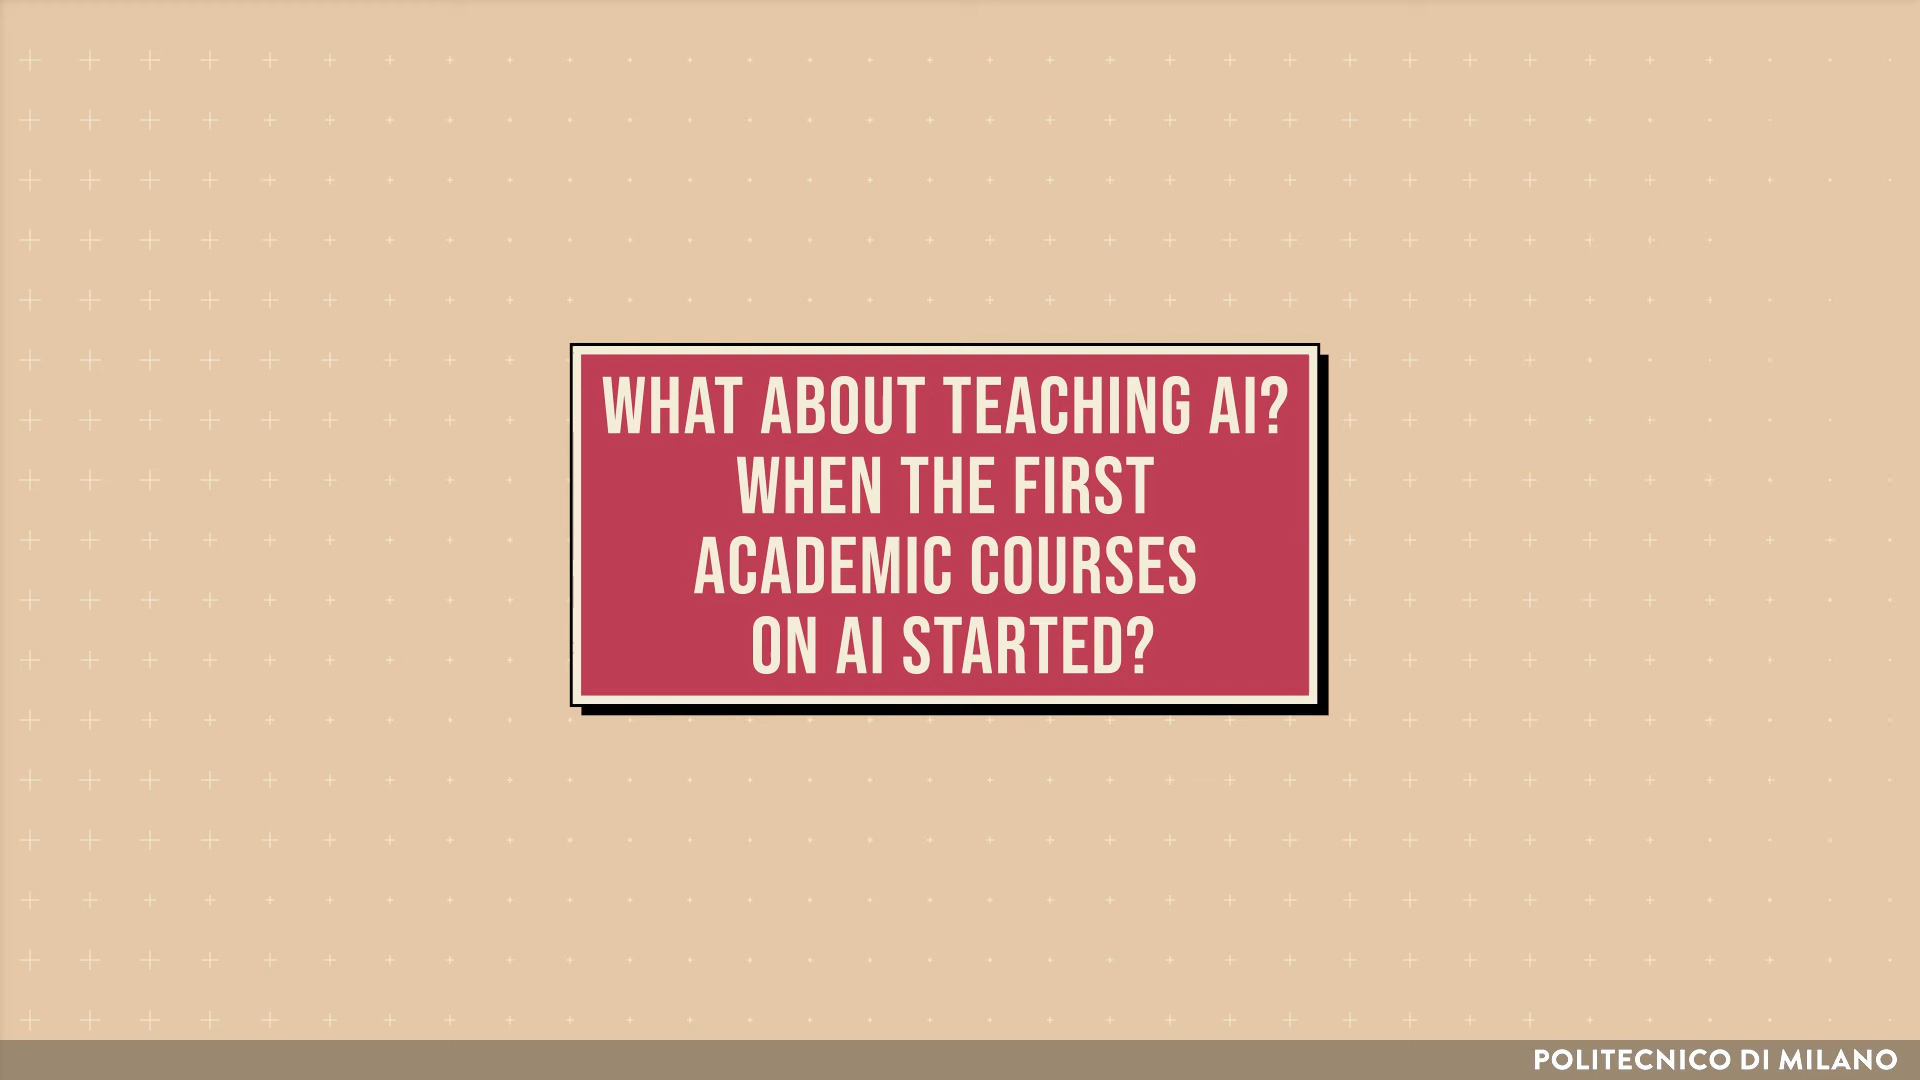 WHAT ABOUT TEACHING AI?
WHEN THE FIRST
ACADEMIC COURSES
ON AI STARTED?
POLITECNICO DI MILANO